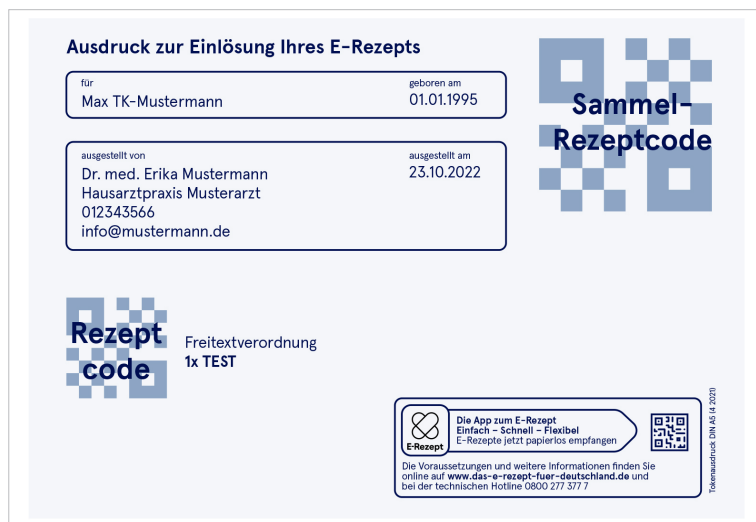 Ausdruck zur Einlösung Ihres E-Rezepts
für
Max TK-Mustermann
geboren am
01.01.1995
Sammel-
Rezeptcode
ausgestellt von
Dr. med. Erika Mustermann
Hausarztpraxis Musterarzt
012343566
info@mustermann.de
ausgestellt am
23.10.2022
Rezept
code
Freitextverordnung
1x TEST
E-Rezept
Die App zum E-Rezept
Einfach – Schnell – Flexibel
E-Rezepte jetzt papierlos empfangen
Die Voraussetzungen und weitere Informationen finden Sie
online auf www.das-e-rezept-fuer-deutschland.de und
bei der technischen Hotline 0800 277 377 7
Tokenausdruck DIN A5 (4 2021)